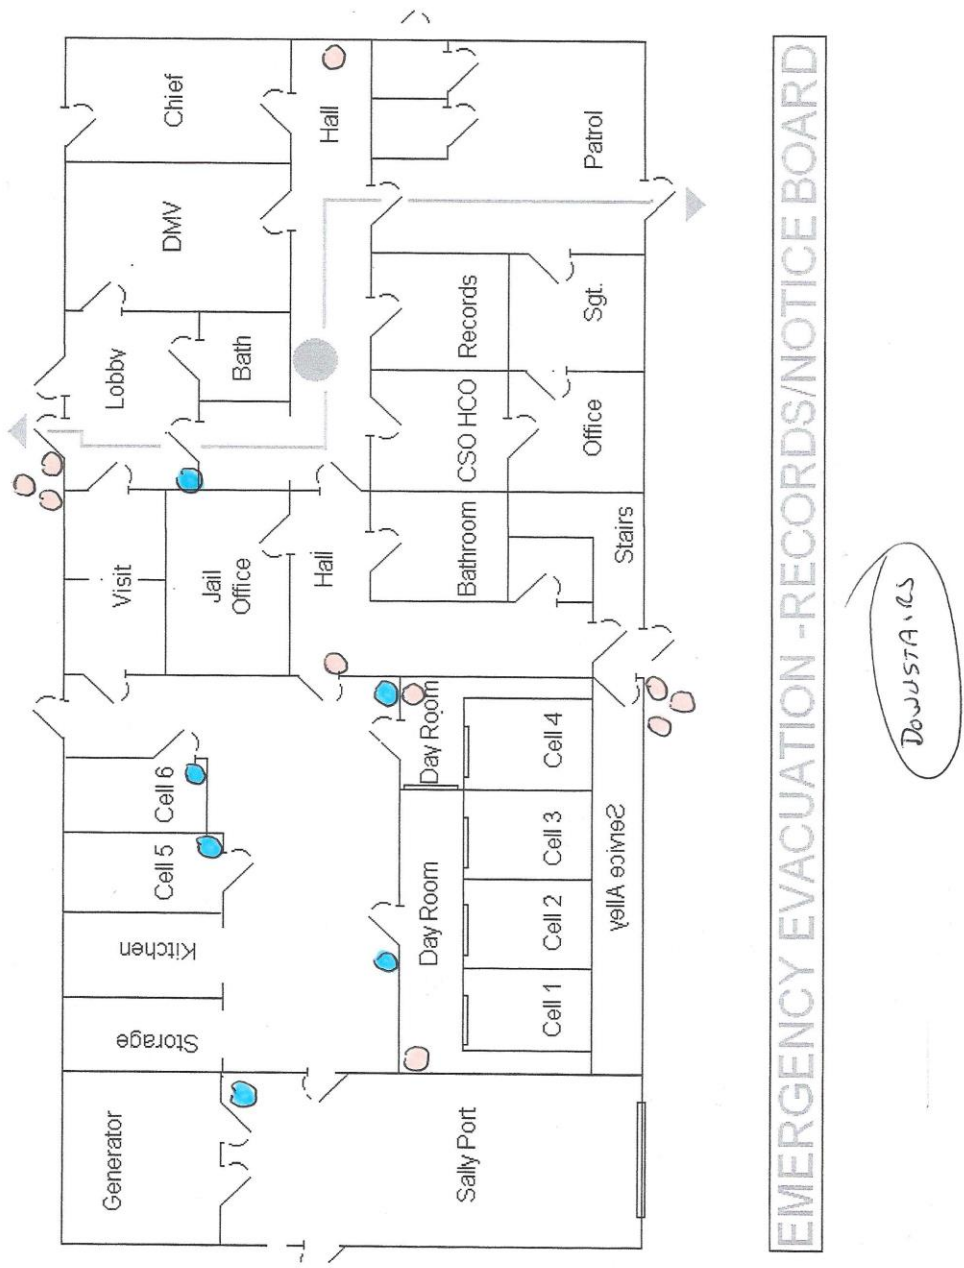 Generator
Storage
Kitchen
Cell 5
Cell 6
Visit
Lobby
DMV
Chief
Jail
Office
Bath
Hall
Hall
Day Room
Day Room
Sally Port
Bathroom
CSO HCO
Records
Cell 1
Cell 2
Cell 3
Cell 4
Office
Sgt.
Patrol
Service Alley
Stairs
EMERGENCY EVACUATION -RECORDS/NOTICE BOARD
DOWNSTAIRS